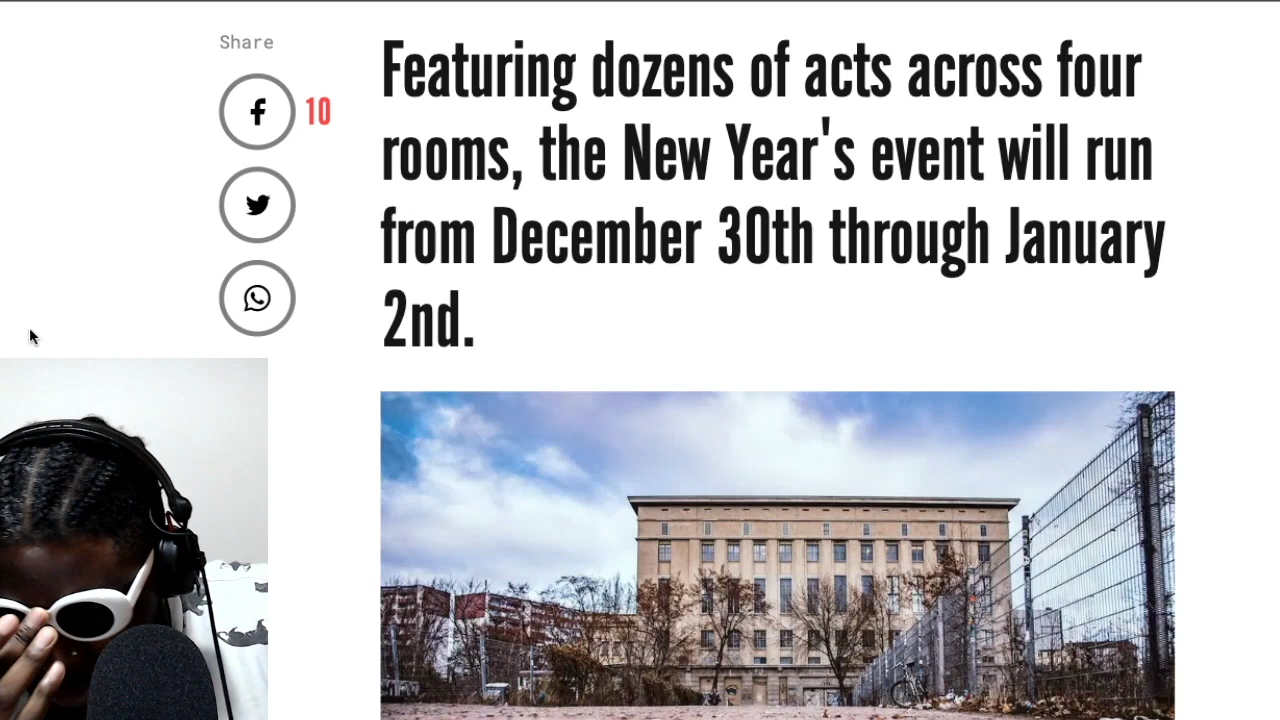 Share
10
Featuring dozens of acts across four
rooms, the New Year's event will run
from December 30th through January
2nd.